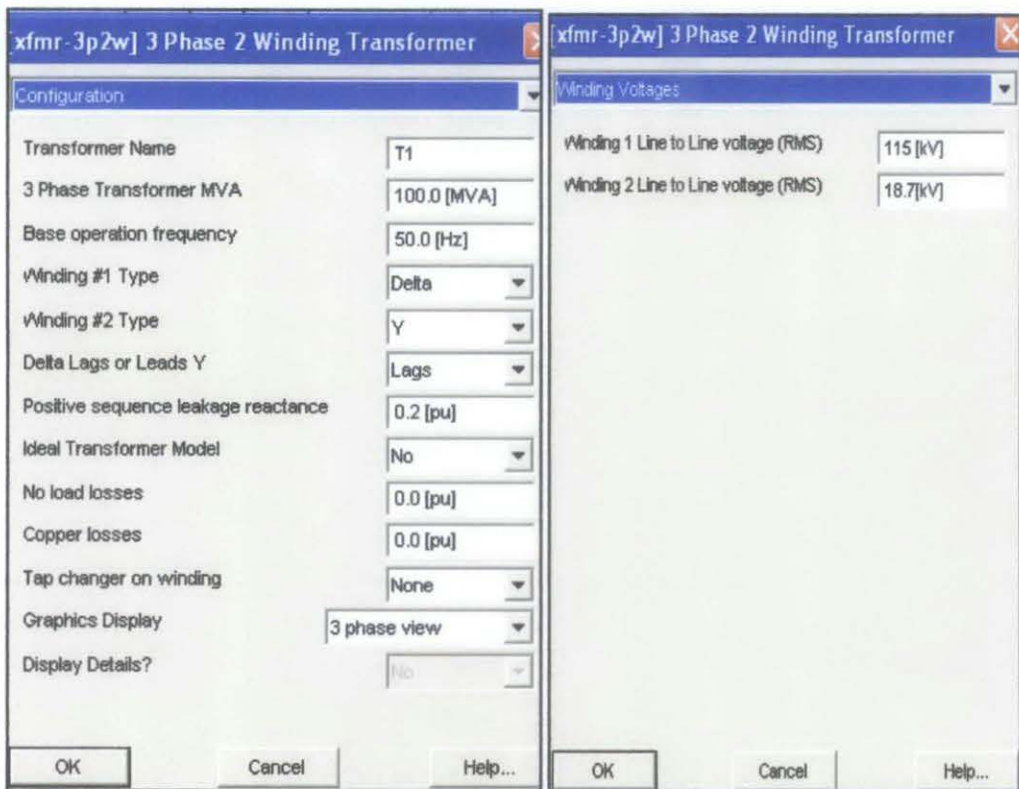 [xfmr-3p2w] 3 Phase 2 Winding Transformer
Configuration
Transformer Name T1
3 Phase Transformer MVA 100.0 [MVA]
Base operation frequency 50.0 [Hz]
Winding #1 Type Delta
Winding #2 Type Y
Delta Lags or Leads Y Lags
Positive sequence leakage reactance 0.2 [pu]
Ideal Transformer Model No
No load losses 0.0 [pu]
Copper losses 0.0 [pu]
Tap changer on winding None
Graphics Display 3 phase view
Display Details? No
OK Cancel Help...
[xfmr-3p2w] 3 Phase 2 Winding Transformer
Winding Voltages
Winding 1 Line to Line voltage (RMS) 115 [kV]
Winding 2 Line to Line voltage (RMS) 18.7[kV]
OK Cancel Help...